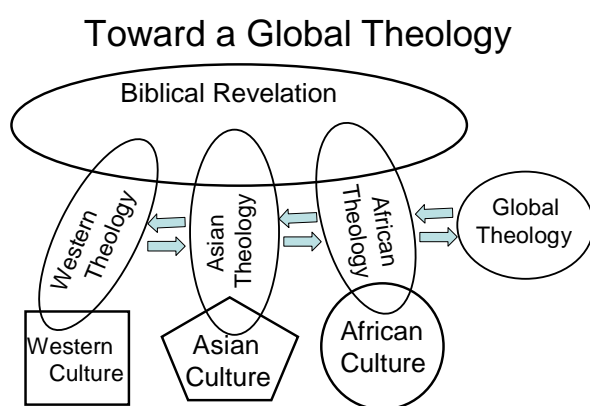 Toward a Global Theology
Biblical Revelation
Western
Theology
Asian
Theology
African
Theology
Global
Theology
Western
Culture
Asian
Culture
African
Culture